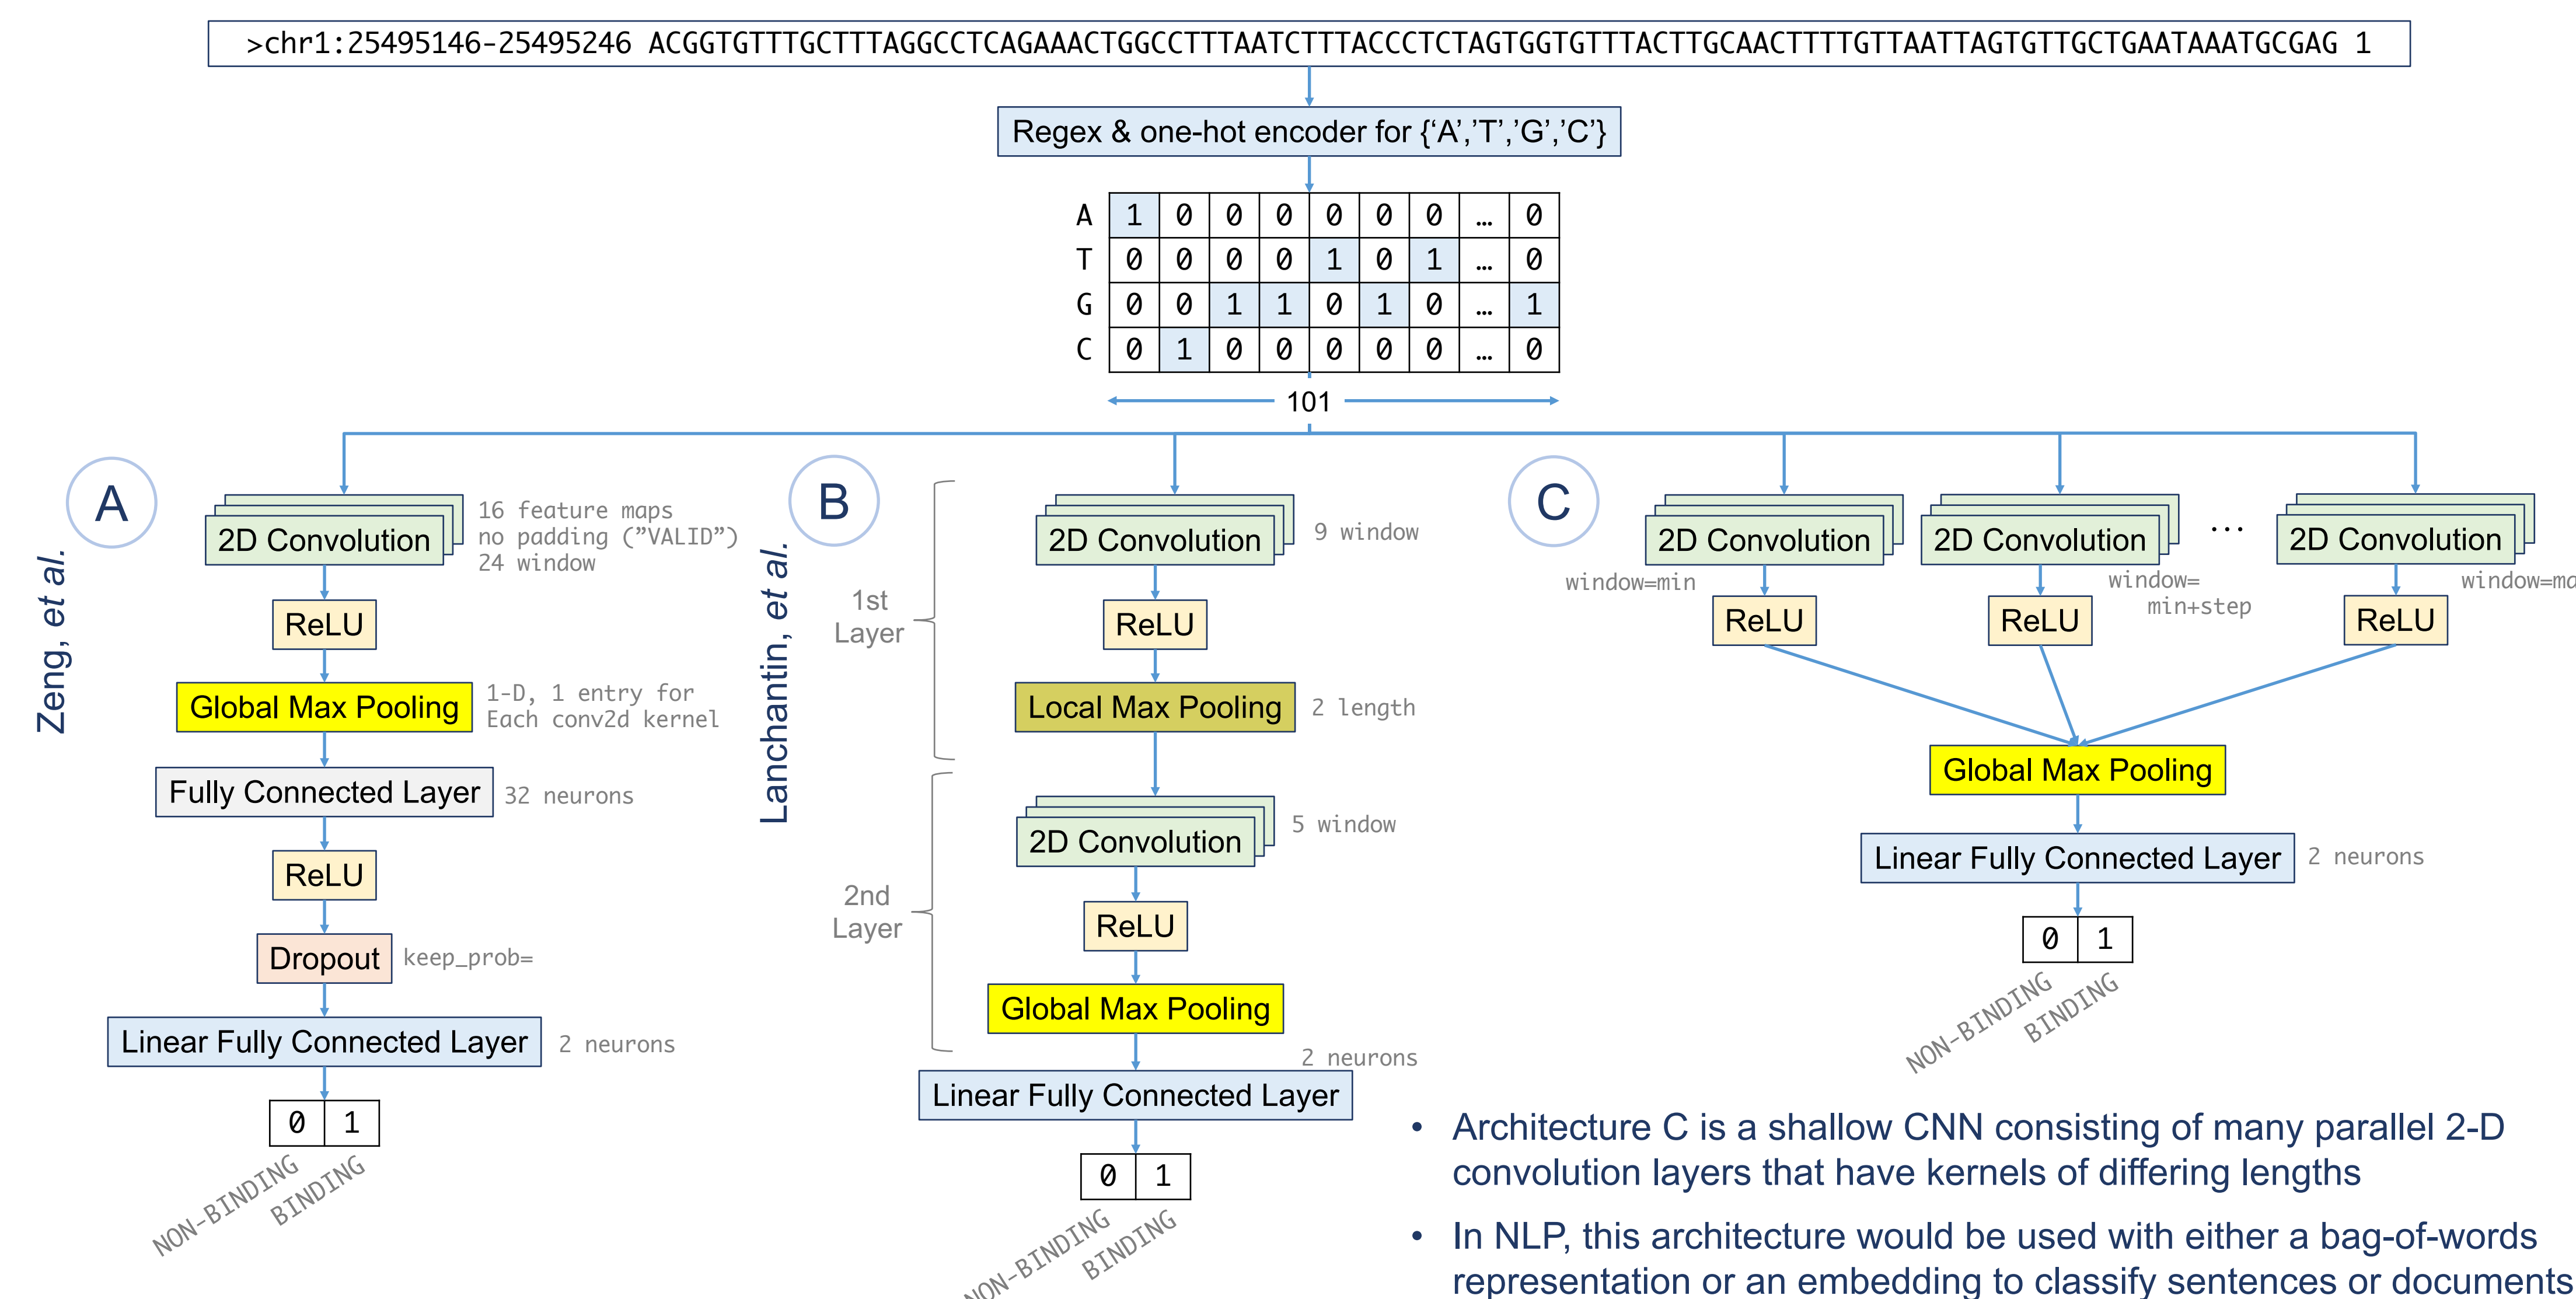 >chr1:25495146-25495246 ACGGTGTTTGCTTTAGGCCTCAGAAACTGGCCTTTAATCTTTACCCTCTAGTGGTGTTTACTTGCAACTTTTGTTAATTAGTGTTGCTGAATAAATGCGAG 1
Regex & one-hot encoder for {‘A’,’T’,’G’,’C’}
A 1 0 0 0 0 0 0 … 0
T 0 0 0 0 1 0 1 … 0
G 0 0 1 1 0 1 0 … 1
C 0 1 0 0 0 0 0 … 0
101
A
Zeng, et al.
2D Convolution
16 feature maps
no padding (”VALID”)
24 window
ReLU
Global Max Pooling
1-D, 1 entry for
Each conv2d kernel
Fully Connected Layer
32 neurons
ReLU
Dropout
keep_prob=
Linear Fully Connected Layer
2 neurons
0 1
NON-BINDING
BINDING
B
Lanchantin, et al.
1st
Layer
2D Convolution
9 window
ReLU
Local Max Pooling
2 length
2nd
Layer
2D Convolution
5 window
ReLU
Global Max Pooling
2 neurons
Linear Fully Connected Layer
0 1
NON-BINDING
BINDING
C
2D Convolution
2D Convolution
...
2D Convolution
window=min
window=
min+step
ReLU
ReLU
ReLU
Global Max Pooling
Linear Fully Connected Layer
2 neurons
0 1
NON-BINDING
BINDING
• Architecture C is a shallow CNN consisting of many parallel 2-D
convolution layers that have kernels of differing lengths
• In NLP, this architecture would be used with either a bag-of-words
representation or an embedding to classify sentences or documents